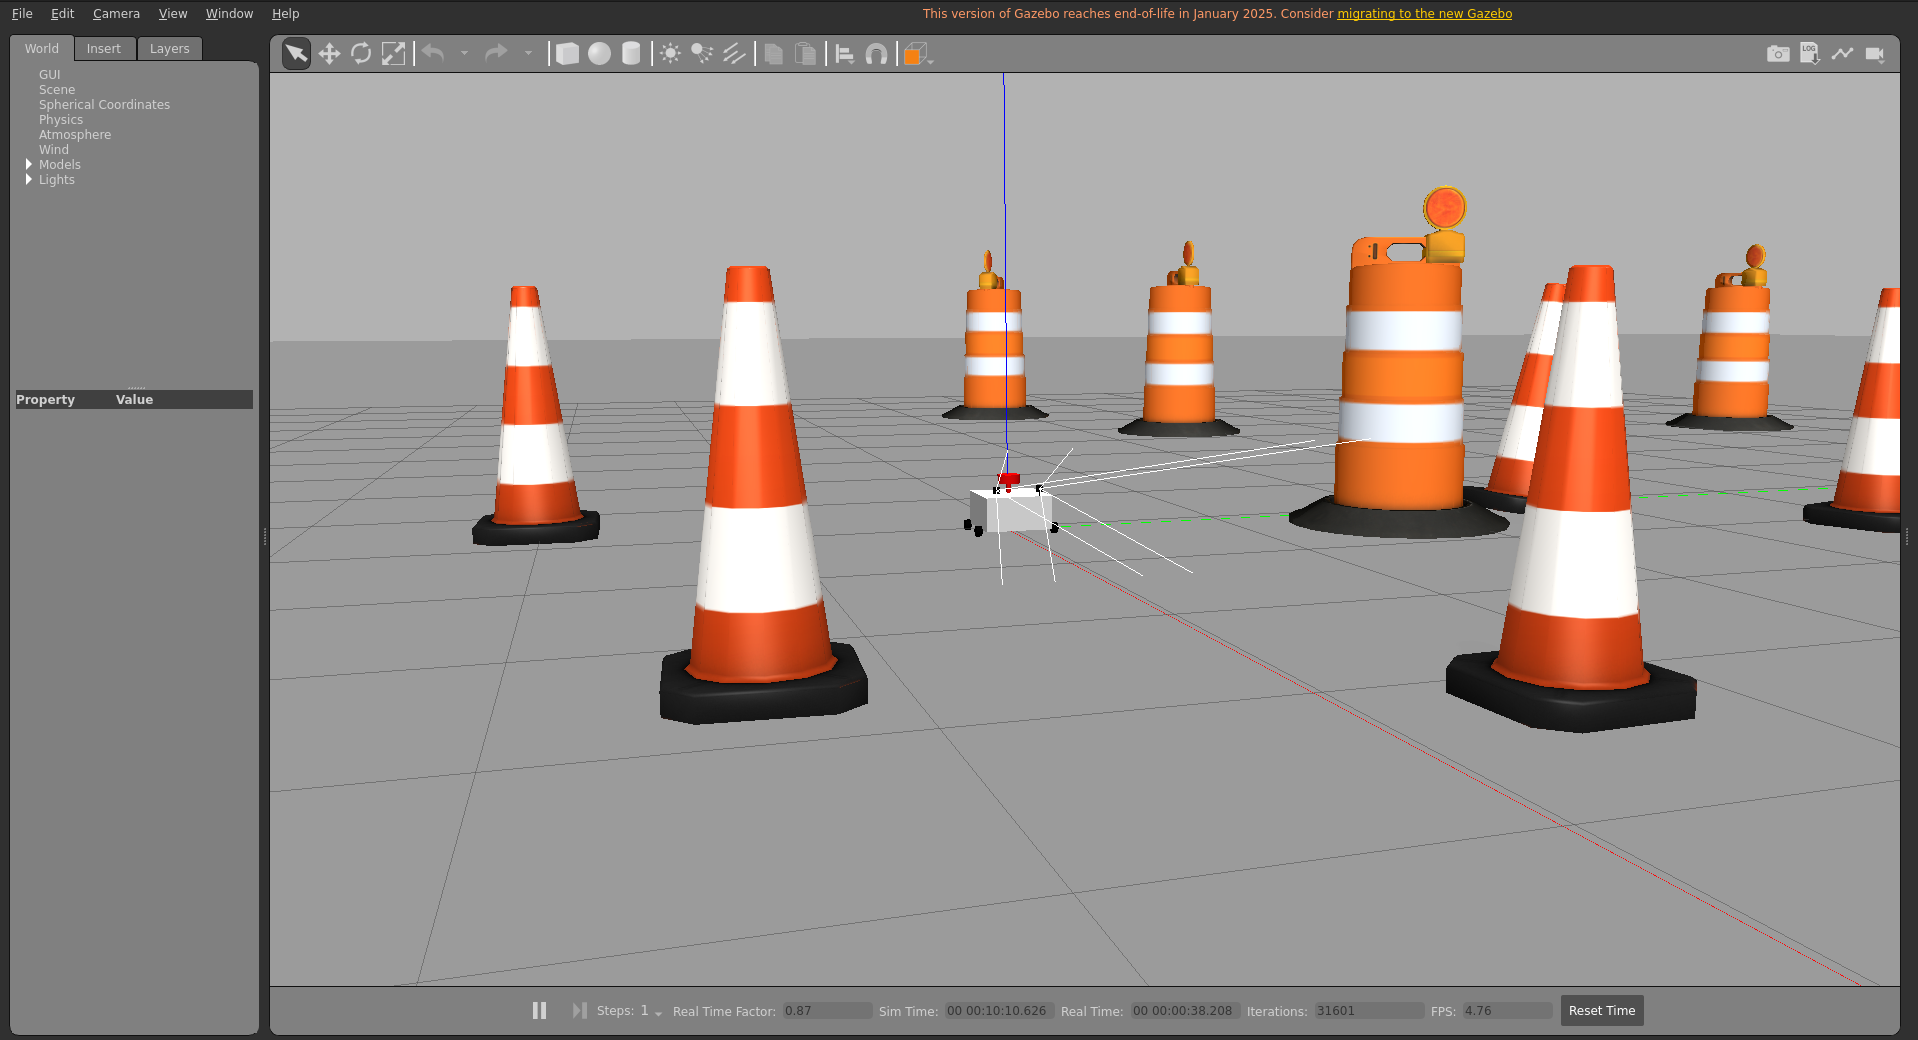 File Edit Camera View Window Help
This version of Gazebo reaches end-of-life in January 2025. Consider migrating to the new Gazebo
World Insert Layers
LOG
GUI
Scene
Spherical Coordinates
Physics
Atmosphere
Wind
Models
Lights
Property Value
Steps: 1 Real Time Factor: 0.87 Sim Time: 00 00:10:10.626 Real Time: 00 00:00:38.208 Iterations: 31601 FPS: 4.76 Reset Time